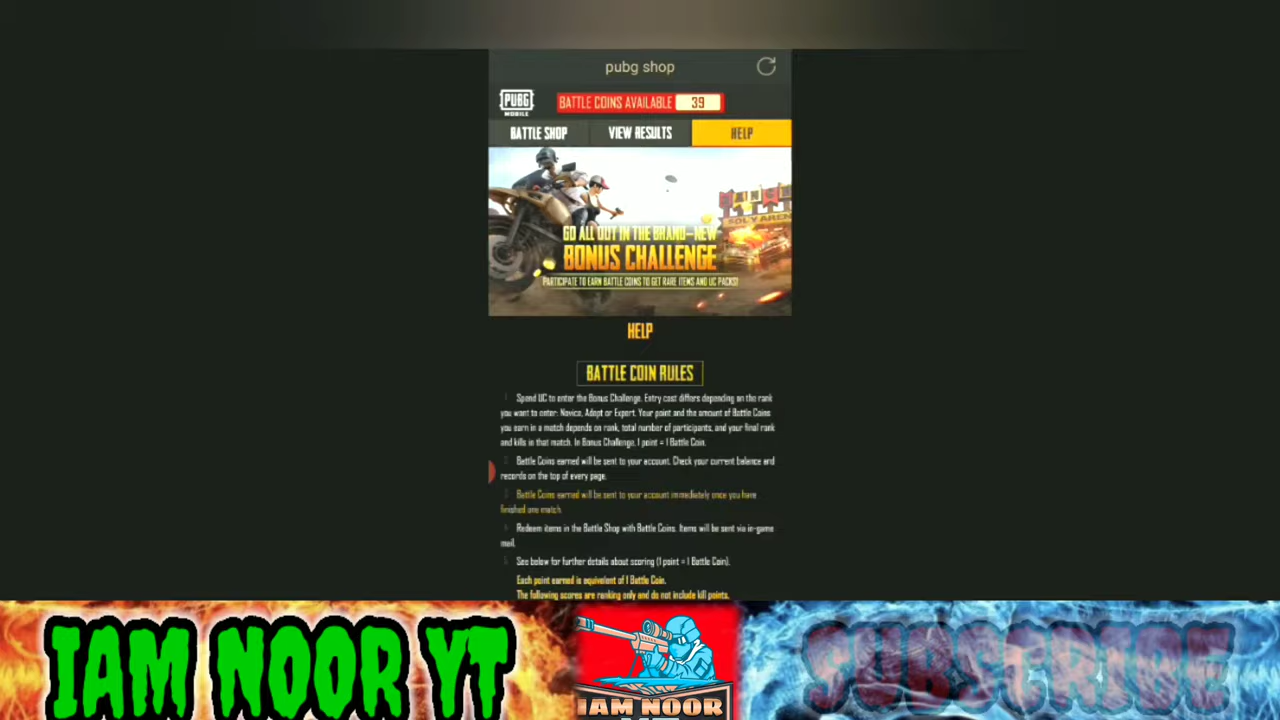 pubg shop
PUBG
MOBILE
BATTLE COINS AVAILABLE 39
BATTLE SHOP VIEW RESULTS HELP
GO ALL OUT IN THE BRAND-NEW
BONUS CHALLENGE
PARTICIPATE TO EARN BATTLE COINS TO GET RARE ITEMS AND UC PACKS!
HELP
BATTLE COIN RULES
Spend UC to enter the Bonus Challenge. Entry cost differs depending on the rank
you want to enter: Novice, Adept or Expert. Your point and the amount of Battle Coins
you earn in a match depends on rank, total number of participants, and your final rank
and kills in that match. In Bonus Challenge, 1 point = 1 Battle Coin.
Battle Coins earned will be sent to your account. Check your current balance and
records on the top of every page.
Battle Coins earned will be sent to your account immediately once you have
finished one match.
Redeem items in the Battle Shop with Battle Coins. Items will be sent via in-game
mail.
See below for further details about scoring (1 point = 1 Battle Coin).
Each point earned is equivalent of 1 Battle Coin.
The following scores are ranking only and do not include kill points.
IAM NOOR YT
IAM NOOR
SUBSCRIBE